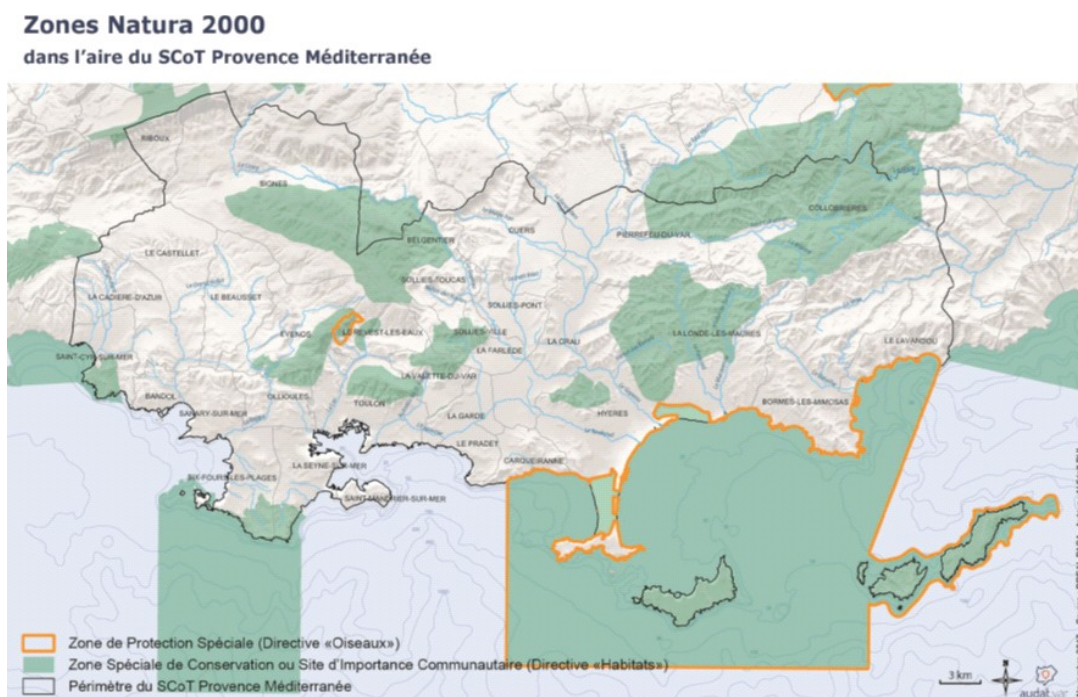 Zones Natura 2000
dans l'aire du SCoT Provence Méditerranée
RIBOUX
SIGNES
COLLOBRIERES
CUERS
PIERREFEU-DU-VAR
BELGENTIER
LE CASTELLET
SOLLIES-TOUCAS
LA CADIERE-D'AZUR
LE BEAUSSET
SOLLIES-PONT
EVENOS
LE REVEST-LES-EAUX
SOLLIES-VILLE
LA CRAU
LA LONDE-LES-MAURES
LE LAVANDOU
LA FARLEDE
SAINT-CYR-SUR-MER
LA VALETTE-DU-VAR
BANDOL
OLLIOULES
TOULON
BORMES-LES-MIMOSAS
SANARY-SUR-MER
LA GARDE
HYERES
LE PRADET
CARQUEIRANNE
LA SEYNE-SUR-MER
SIX-FOURS-LES-PLAGES
SAINT-MANDRIER-SUR-MER
Zone de Protection Spéciale (Directive «Oiseaux»)
Zone Spéciale de Conservation ou Site d'Importance Communautaire (Directive «Habitats»)
Périmètre du SCoT Provence Méditerranée
3 km
audat.var